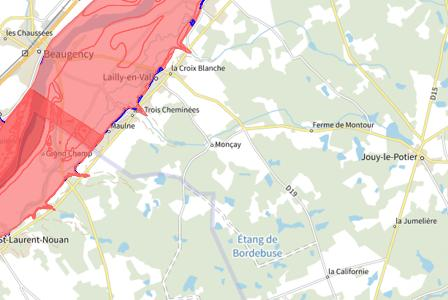 les Chaussées
Beaugency
Lailly-en-Val
la Croix Blanche
D15
Trois Cheminées
Maulne
Ferme de Montour
Monçay
Grand Champ
Jouy-le-Potier
D19
la Jumelière
St-Laurent-Nouan
Étang de
Bordebuse
la Californie